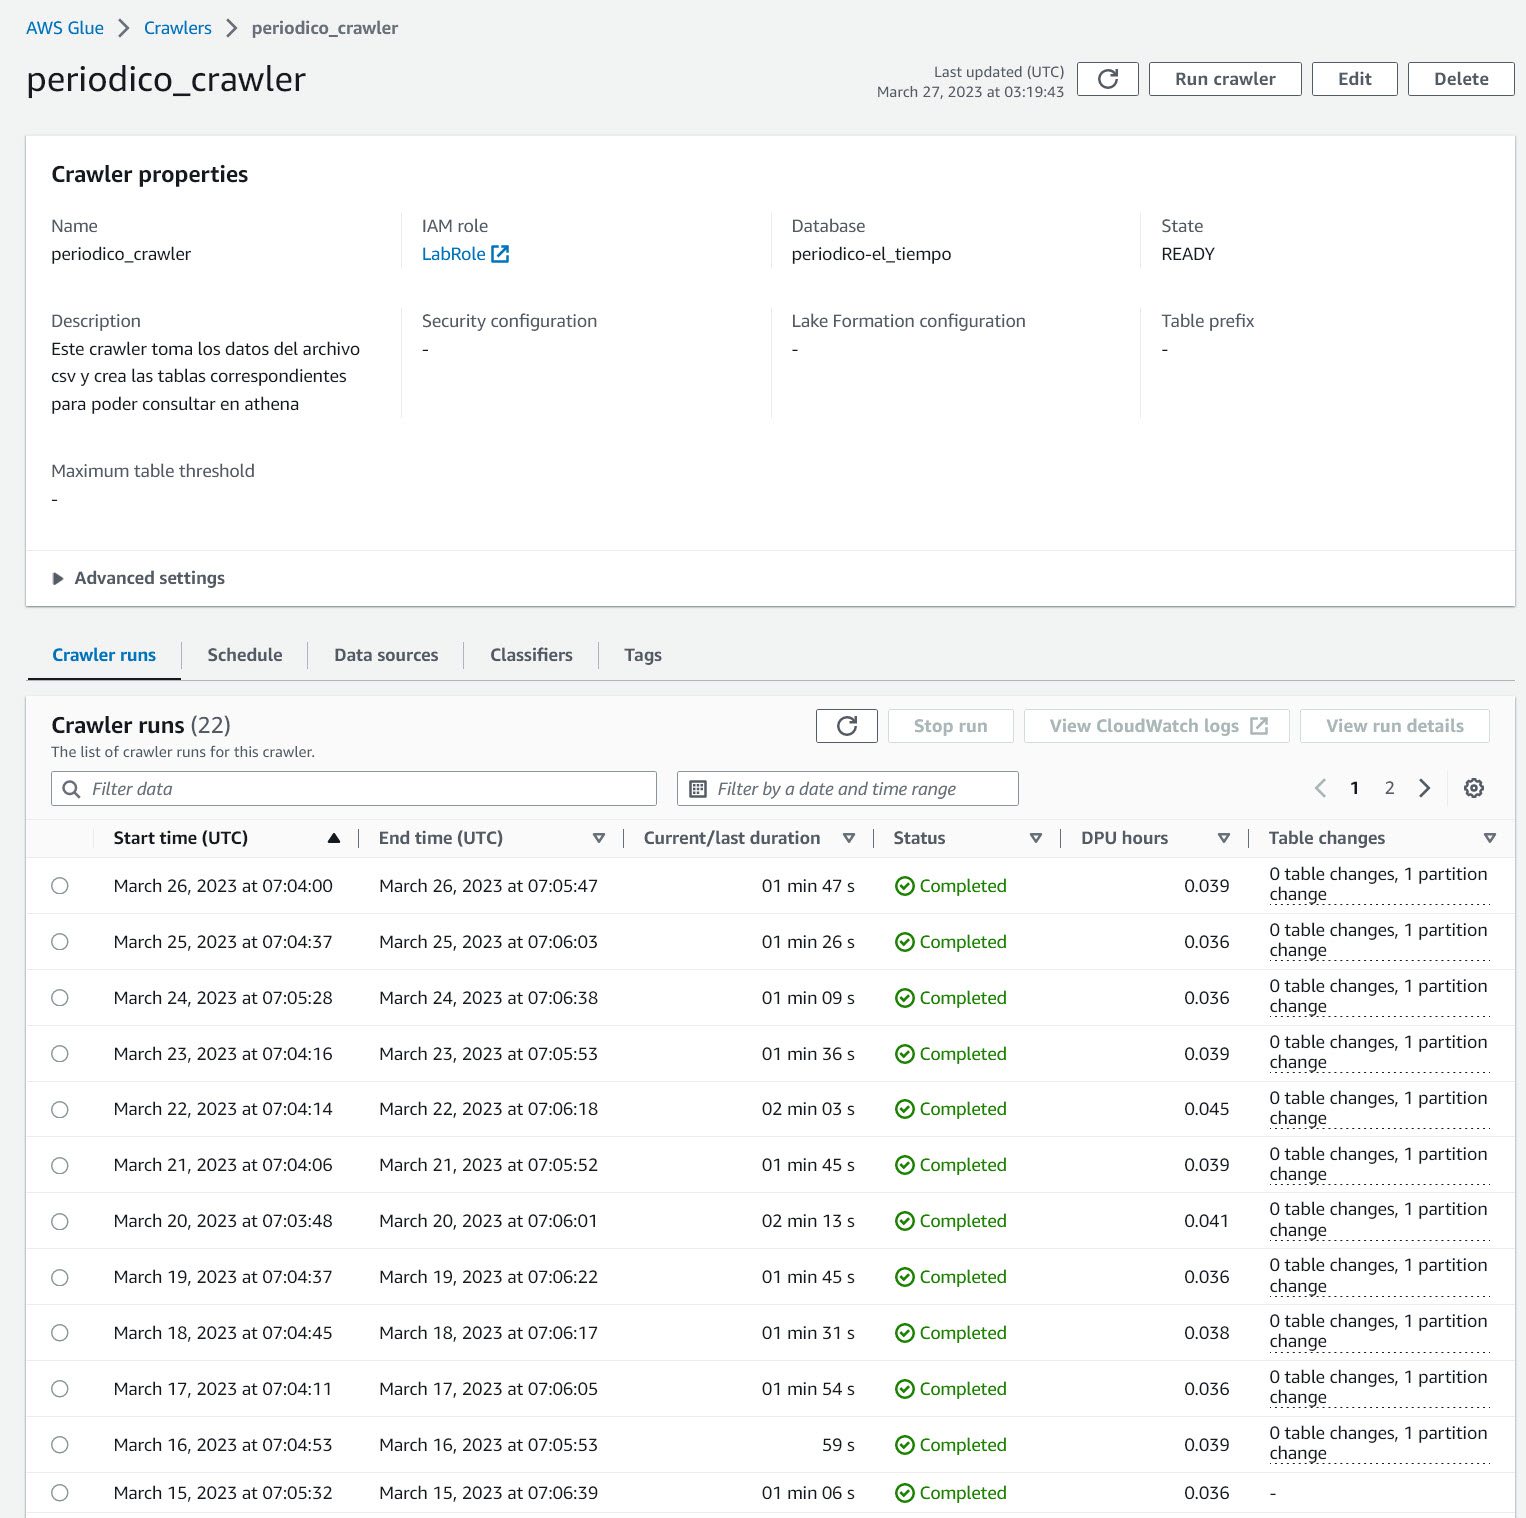 AWS Glue > Crawlers > periodico_crawler
periodico_crawler
Last updated (UTC)
March 27, 2023 at 03:19:43
Run crawler Edit Delete
Crawler properties
Name IAM role Database State
periodico_crawler LabRole periodico-el_tiempo READY
Description Security configuration Lake Formation configuration Table prefix
Este crawler toma los datos del archivo - - -
csv y crea las tablas correspondientes
para poder consultar en athena
Maximum table threshold
-
Advanced settings
Crawler runs Schedule Data sources Classifiers Tags
Crawler runs (22)
Stop run View CloudWatch logs View run details
The list of crawler runs for this crawler.
Filter data Filter by a date and time range 1 2
Start time (UTC) End time (UTC) Current/last duration Status DPU hours Table changes
March 26, 2023 at 07:04:00 March 26, 2023 at 07:05:47 01 min 47 s Completed 0.039 0 table changes, 1 partition
change
March 25, 2023 at 07:04:37 March 25, 2023 at 07:06:03 01 min 26 s Completed 0.036 0 table changes, 1 partition
change
March 24, 2023 at 07:05:28 March 24, 2023 at 07:06:38 01 min 09 s Completed 0.036 0 table changes, 1 partition
change
March 23, 2023 at 07:04:16 March 23, 2023 at 07:05:53 01 min 36 s Completed 0.039 0 table changes, 1 partition
change
March 22, 2023 at 07:04:14 March 22, 2023 at 07:06:18 02 min 03 s Completed 0.045 0 table changes, 1 partition
change
March 21, 2023 at 07:04:06 March 21, 2023 at 07:05:52 01 min 45 s Completed 0.039 0 table changes, 1 partition
change
March 20, 2023 at 07:03:48 March 20, 2023 at 07:06:01 02 min 13 s Completed 0.041 0 table changes, 1 partition
change
March 19, 2023 at 07:04:37 March 19, 2023 at 07:06:22 01 min 45 s Completed 0.036 0 table changes, 1 partition
change
March 18, 2023 at 07:04:45 March 18, 2023 at 07:06:17 01 min 31 s Completed 0.038 0 table changes, 1 partition
change
March 17, 2023 at 07:04:11 March 17, 2023 at 07:06:05 01 min 54 s Completed 0.036 0 table changes, 1 partition
change
March 16, 2023 at 07:04:53 March 16, 2023 at 07:05:53 59 s Completed 0.039 0 table changes, 1 partition
change
March 15, 2023 at 07:05:32 March 15, 2023 at 07:06:39 01 min 06 s Completed 0.036 -